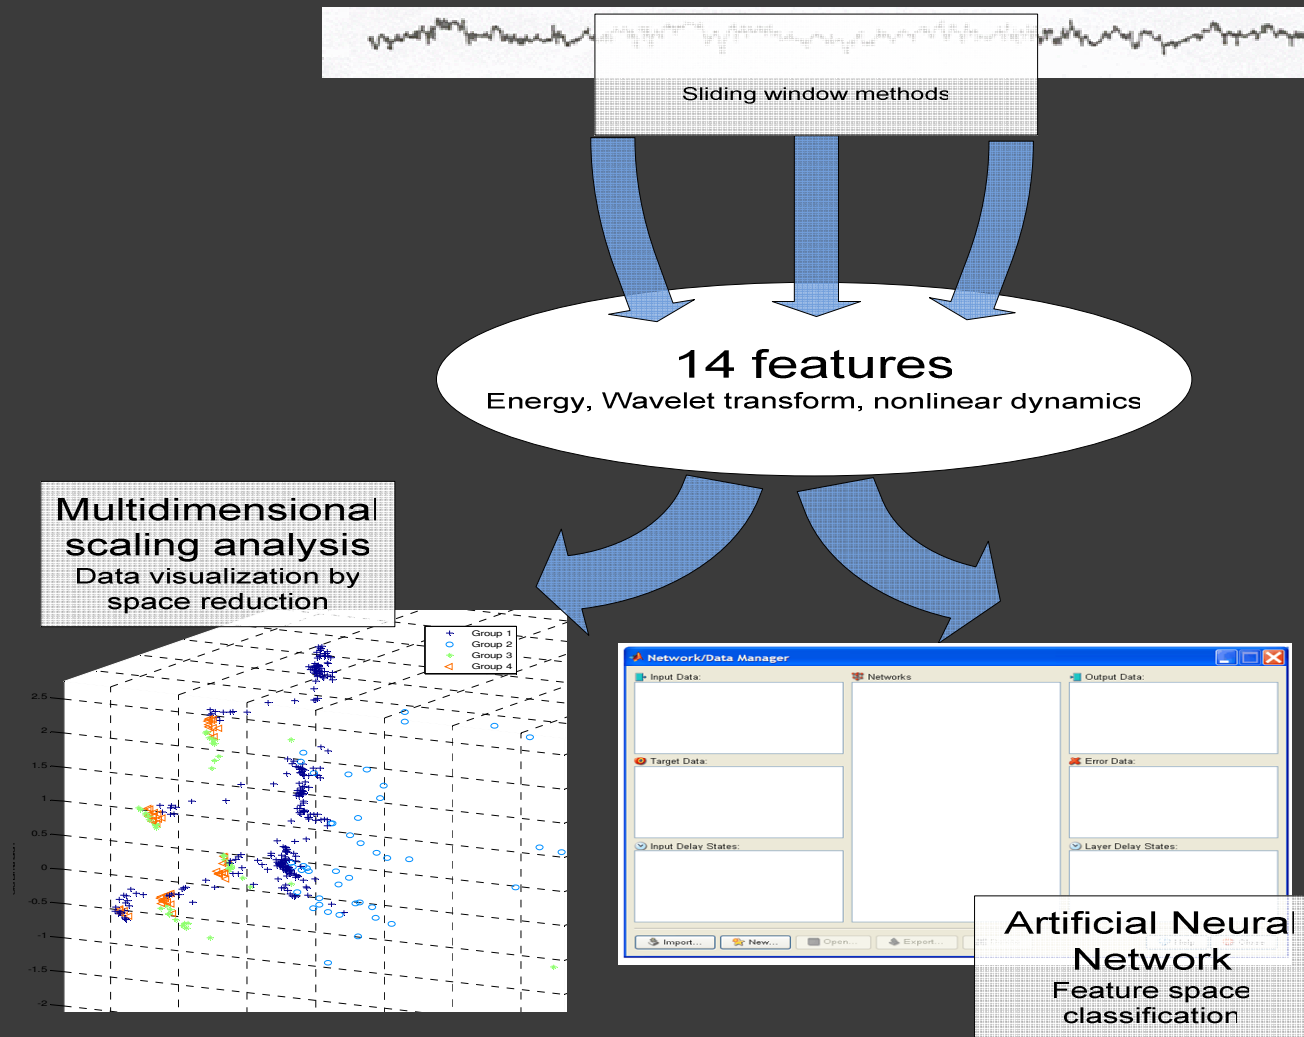 Sliding window methods
14 features
Energy, Wavelet transform, nonlinear dynamics
Multidimensional
scaling analysis
Data visualization by
space reduction
Group 1
Group 2
Group 3
Group 4
2.5
2
1.5
1
0.5
0
-0.5
-1
-1.5
-2
Network/Data Manager
Input Data:
Networks
Output Data:
Target Data:
Error Data:
Input Delay States:
Layer Delay States:
Import...
New...
Open...
Export...
Help
Close
Artificial Neural
Network
Feature space
classification